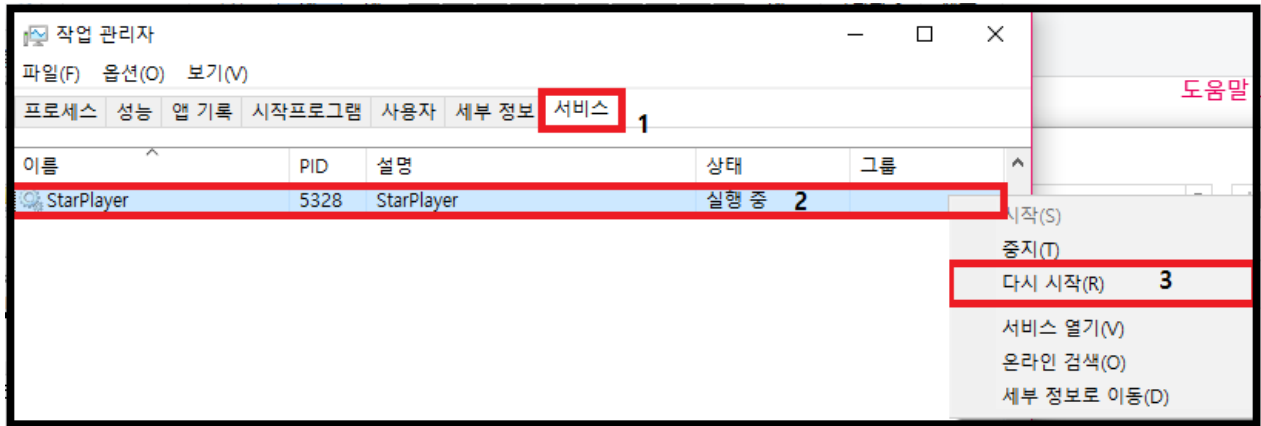 작업 관리자
파일(F) 옵션(O) 보기(V)
도움말
프로세스 성능 앱 기록 시작프로그램 사용자 세부 정보 서비스 1
이름 PID 설명 상태 그룹
StarPlayer 5328 StarPlayer 실행 중 2
시작(S)
중지(T)
다시 시작(R) 3
서비스 열기(V)
온라인 검색(O)
세부 정보로 이동(D)